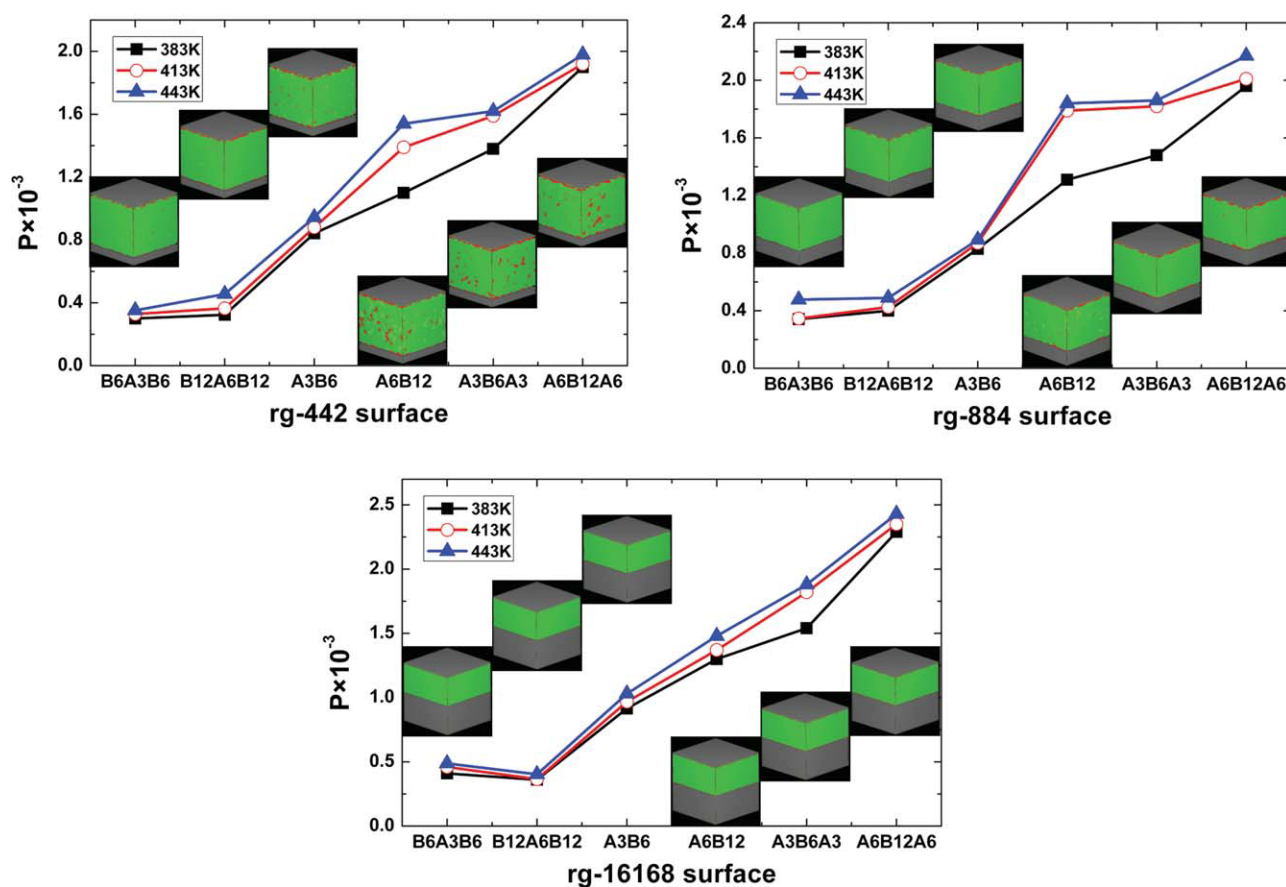 2.0
1.6
1.2
0.8
0.4
0.0
P×10⁻³
383K
413K
443K
B6A3B6 B12A6B12 A3B6 A6B12 A3B6A3 A6B12A6
rg-442 surface
2.4
2.0
1.6
1.2
0.8
0.4
0.0
P×10⁻³
383K
413K
443K
B6A3B6 B12A6B12 A3B6 A6B12 A3B6A3 A6B12A6
rg-884 surface
2.5
2.0
1.5
1.0
0.5
0.0
P×10⁻³
383K
413K
443K
B6A3B6 B12A6B12 A3B6 A6B12 A3B6A3 A6B12A6
rg-16168 surface